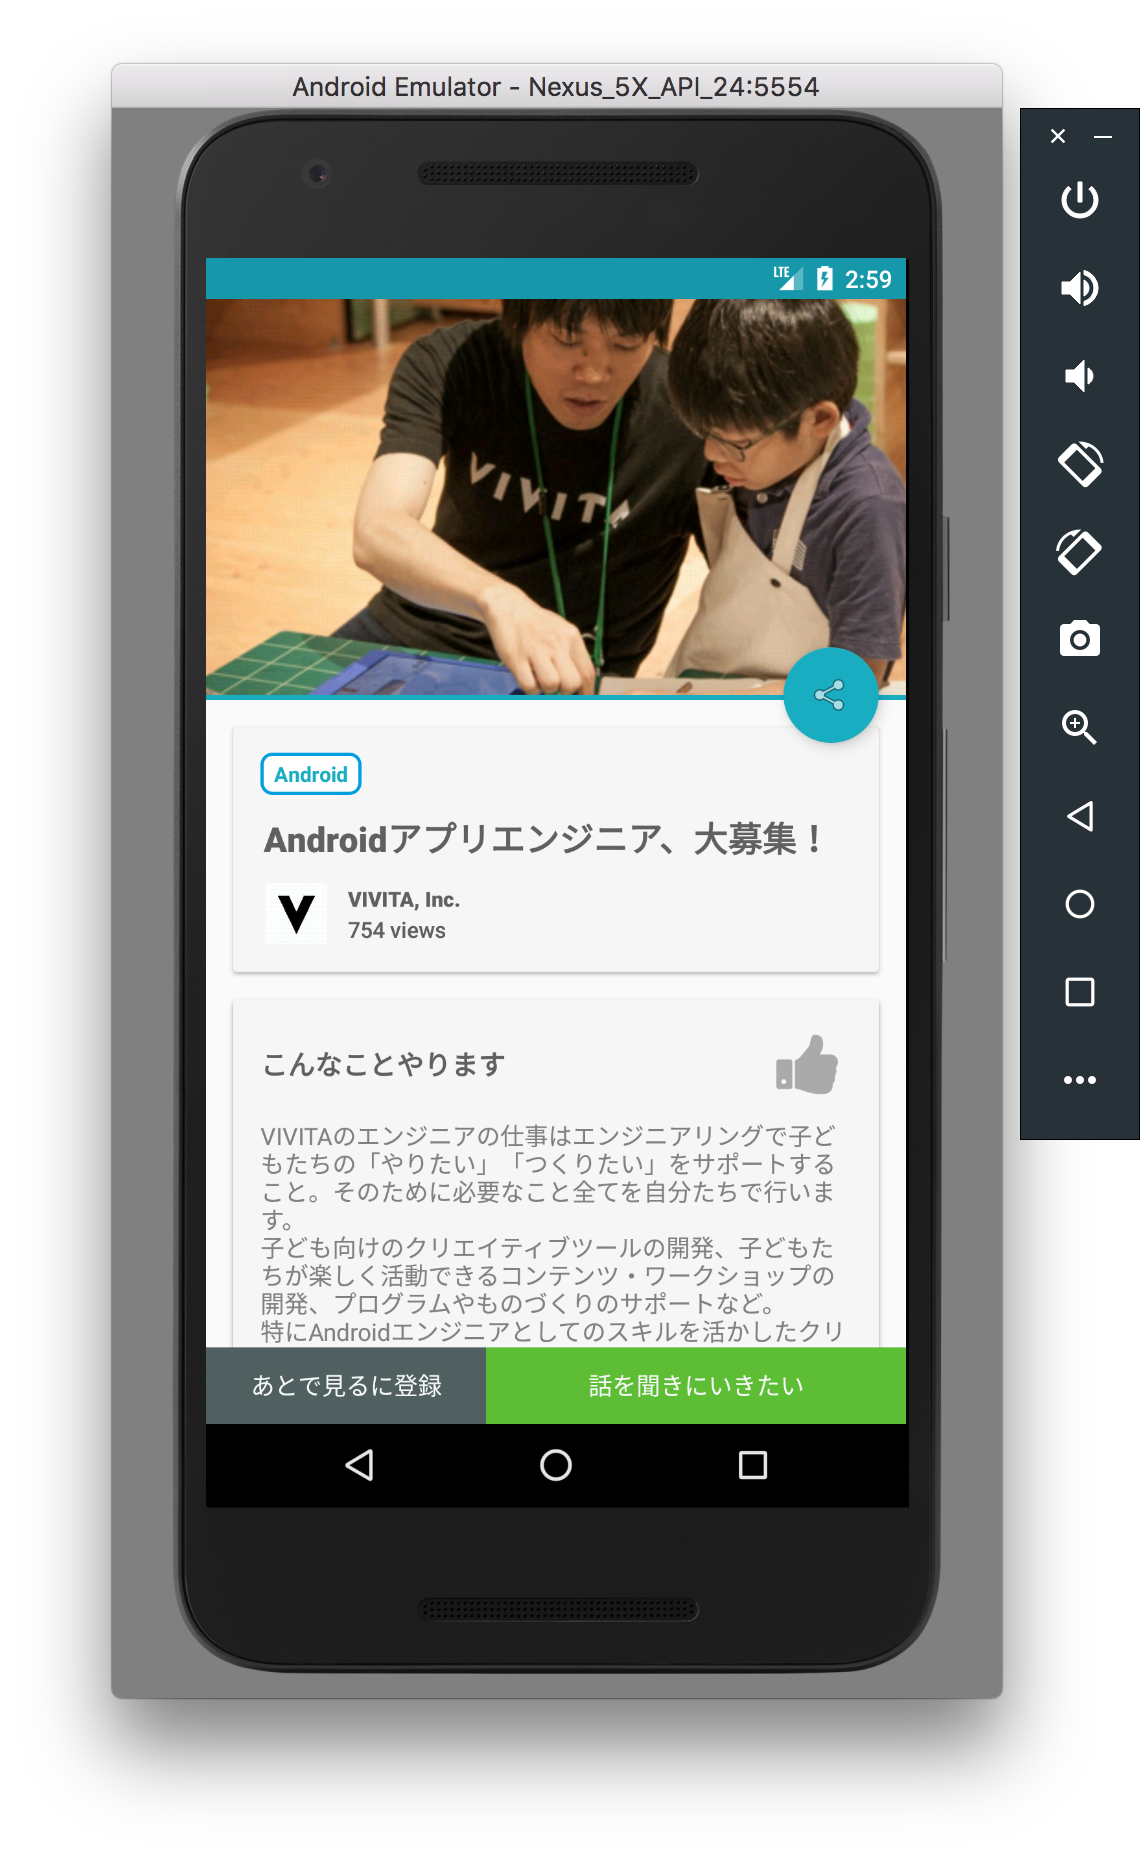 Android Emulator - Nexus_5X_API_24:5554
LTE 2:59
VIVITA
Android
Androidアプリエンジニア、大募集！
V
VIVITA, Inc.
754 views
こんなことやります
VIVITAのエンジニアの仕事はエンジニアリングで子ど
もたちの「やりたい」「つくりたい」をサポートする
こと。そのために必要なこと全てを自分たちで行いま
す。
子ども向けのクリエイティブツールの開発、子どもた
ちが楽しく活動できるコンテンツ・ワークショップの
開発、プログラムやものづくりのサポートなど。
特にAndroidエンジニアとしてのスキルを活かしたクリ
あとで見るに登録
話を聞きにいきたい